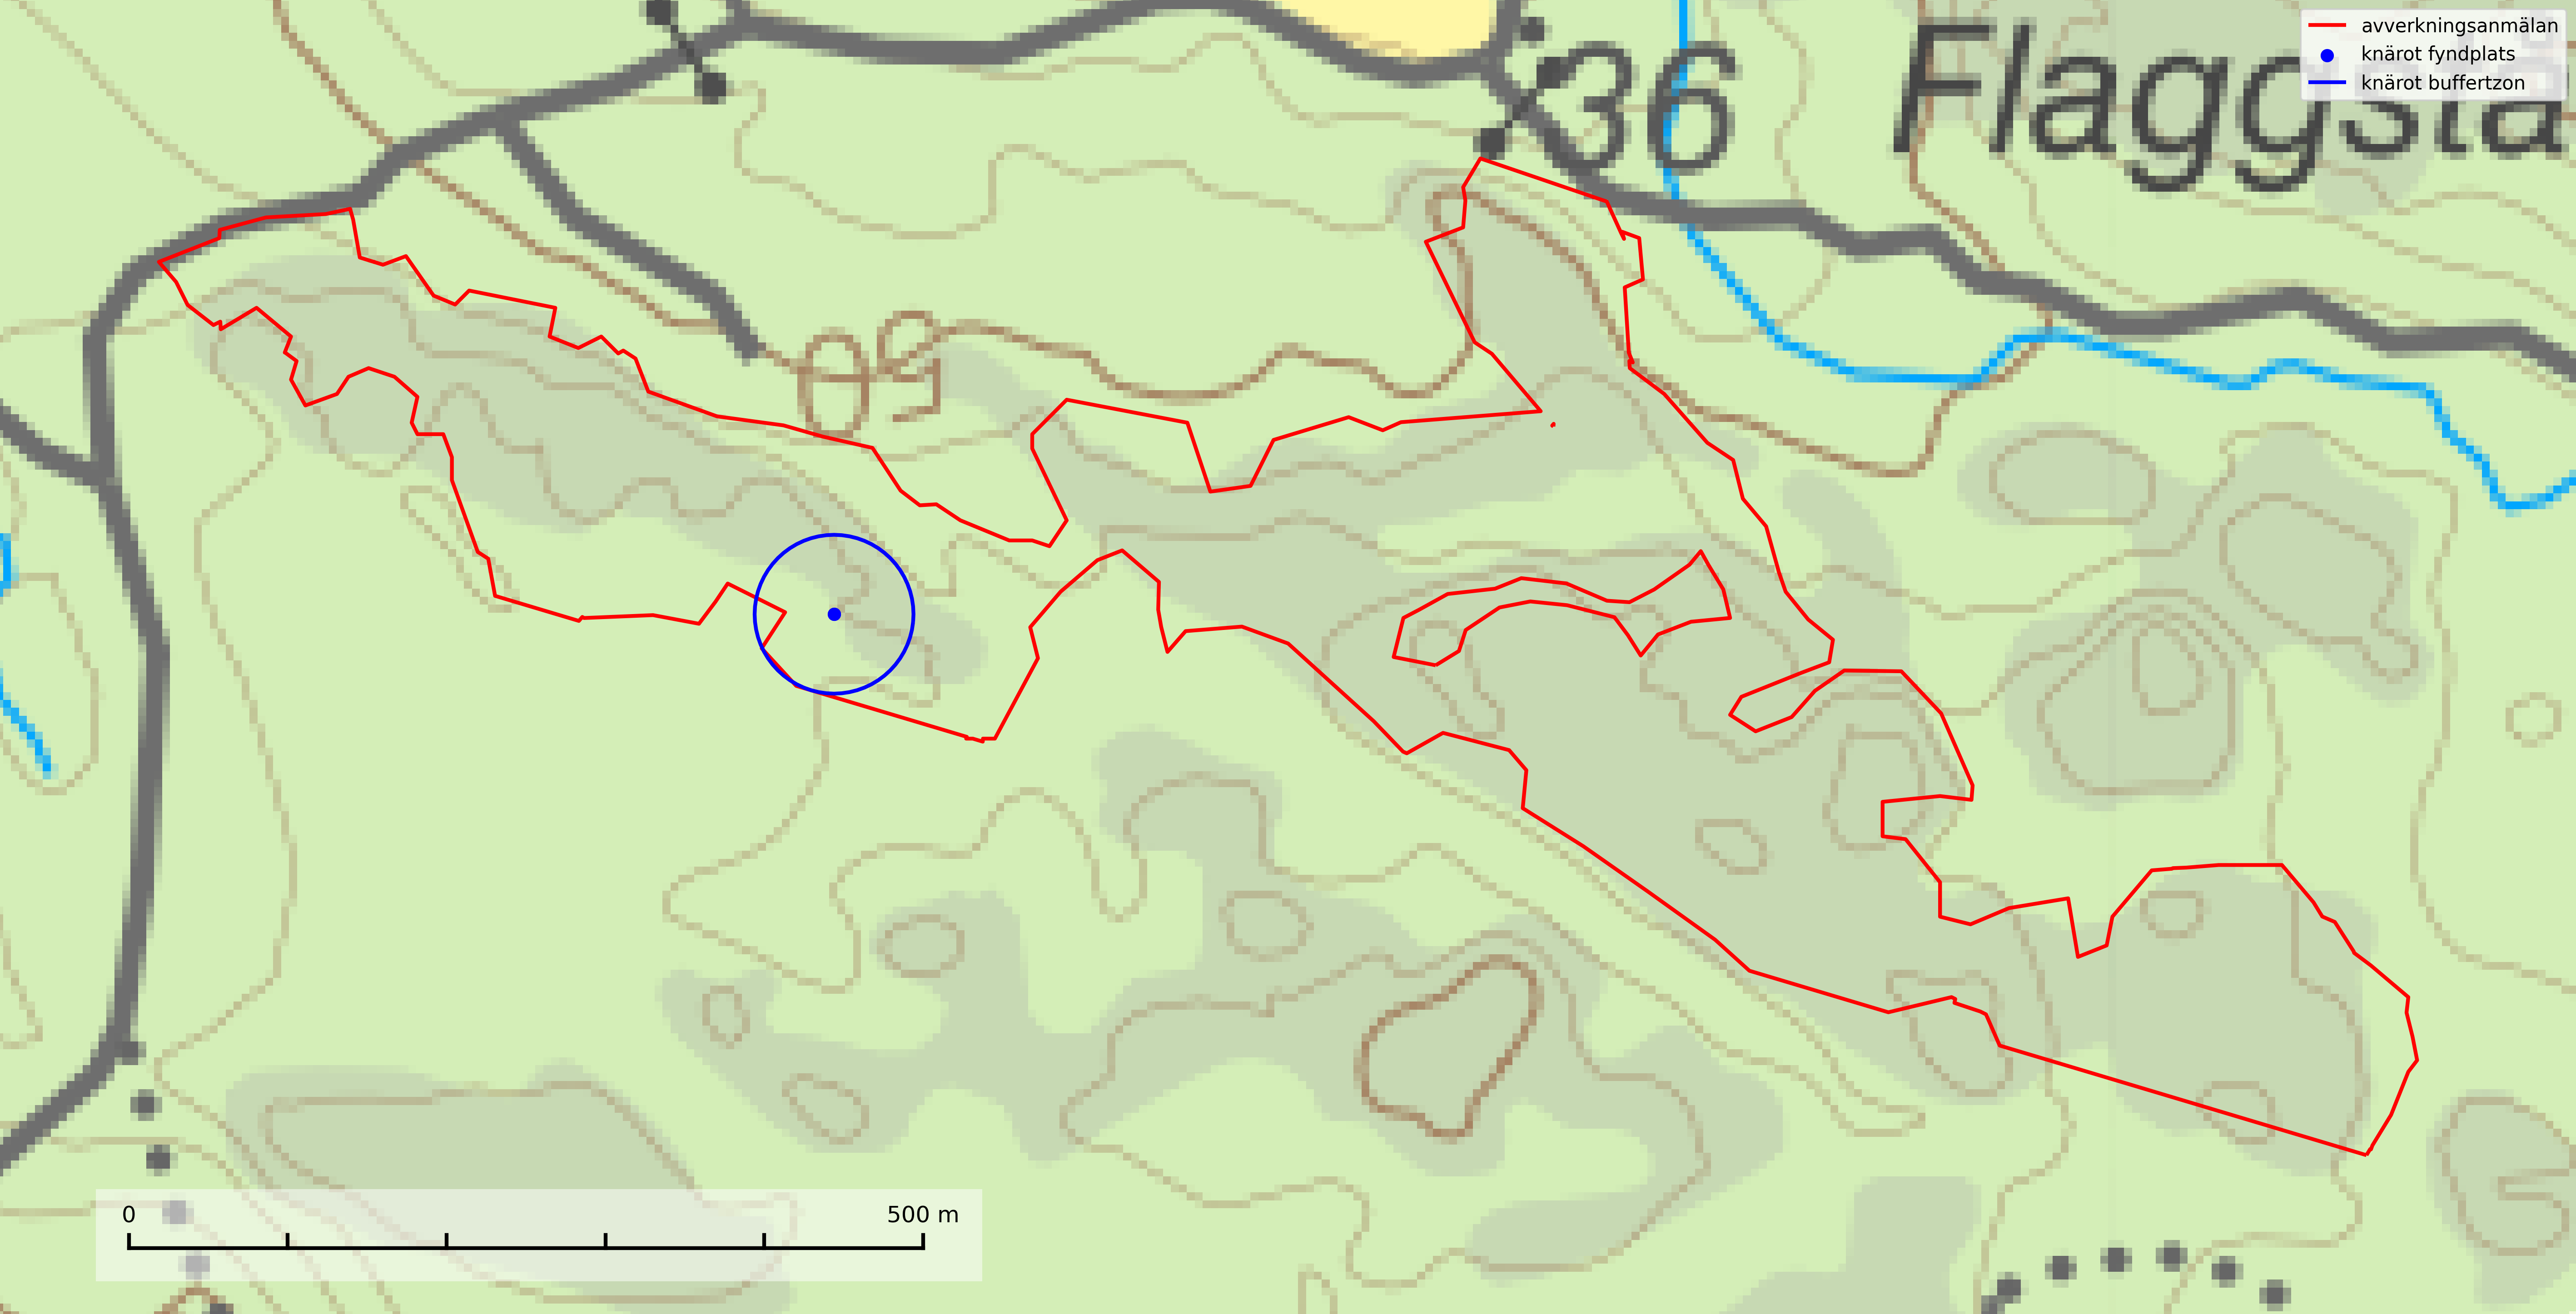 avverkningsanmälan
knärot fyndplats
knärot buffertzon
36
Flaggsta
0 500 m